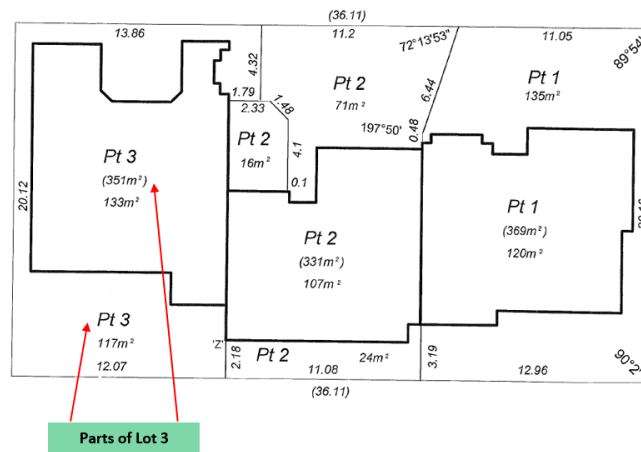 (36.11)
13.86
11.2
72°13'53"
11.05
89°54'
4.32
1.79
2.33
1.48
6.44
Pt 2
71m²
Pt 1
135m²
197°50'
0.48
Pt 2
16m²
4.1
0.1
20.12
Pt 3
(351m²)
133m²
Pt 2
(331m²)
107m²
Pt 1
(369m²)
120m²
Pt 3
117m²
12.07
'Z'
2.18
Pt 2
24m²
11.08
3.19
12.96
(36.11)
Parts of Lot 3